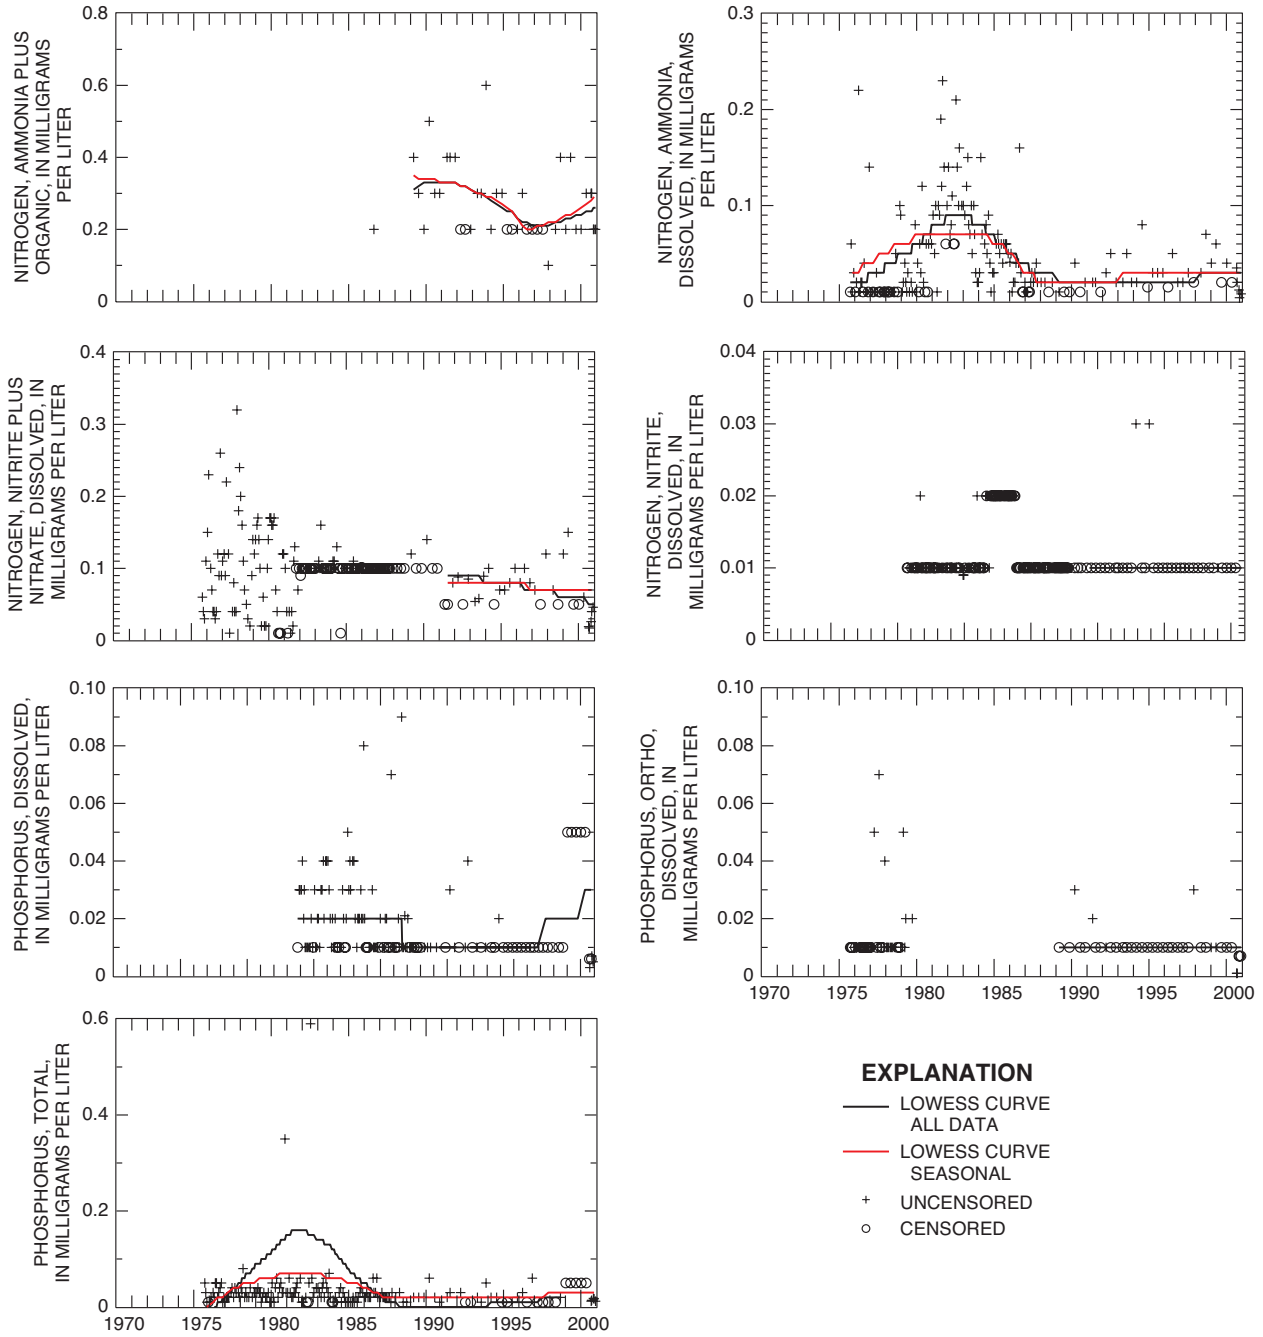 NITROGEN, AMMONIA PLUS
ORGANIC, IN MILLIGRAMS
PER LITER
0.8
0.6
0.4
0.2
0
NITROGEN, AMMONIA,
DISSOLVED, IN MILLIGRAMS
PER LITER
0.3
0.2
0.1
0
NITROGEN, NITRITE PLUS
NITRATE, DISSOLVED, IN
MILLIGRAMS PER LITER
0.4
0.3
0.2
0.1
0
NITROGEN, NITRITE,
DISSOLVED, IN
MILLIGRAMS PER LITER
0.04
0.03
0.02
0.01
0
PHOSPHORUS, DISSOLVED,
IN MILLIGRAMS PER LITER
0.10
0.08
0.06
0.04
0.02
0
PHOSPHORUS, ORTHO,
DISSOLVED, IN
MILLIGRAMS PER LITER
0.10
0.08
0.06
0.04
0.02
0
1970 1975 1980 1985 1990 1995 2000
PHOSPHORUS, TOTAL,
IN MILLIGRAMS PER LITER
0.6
0.4
0.2
0
1970 1975 1980 1985 1990 1995 2000
EXPLANATION
LOWESS CURVE
ALL DATA
LOWESS CURVE
SEASONAL
UNCENSORED
CENSORED